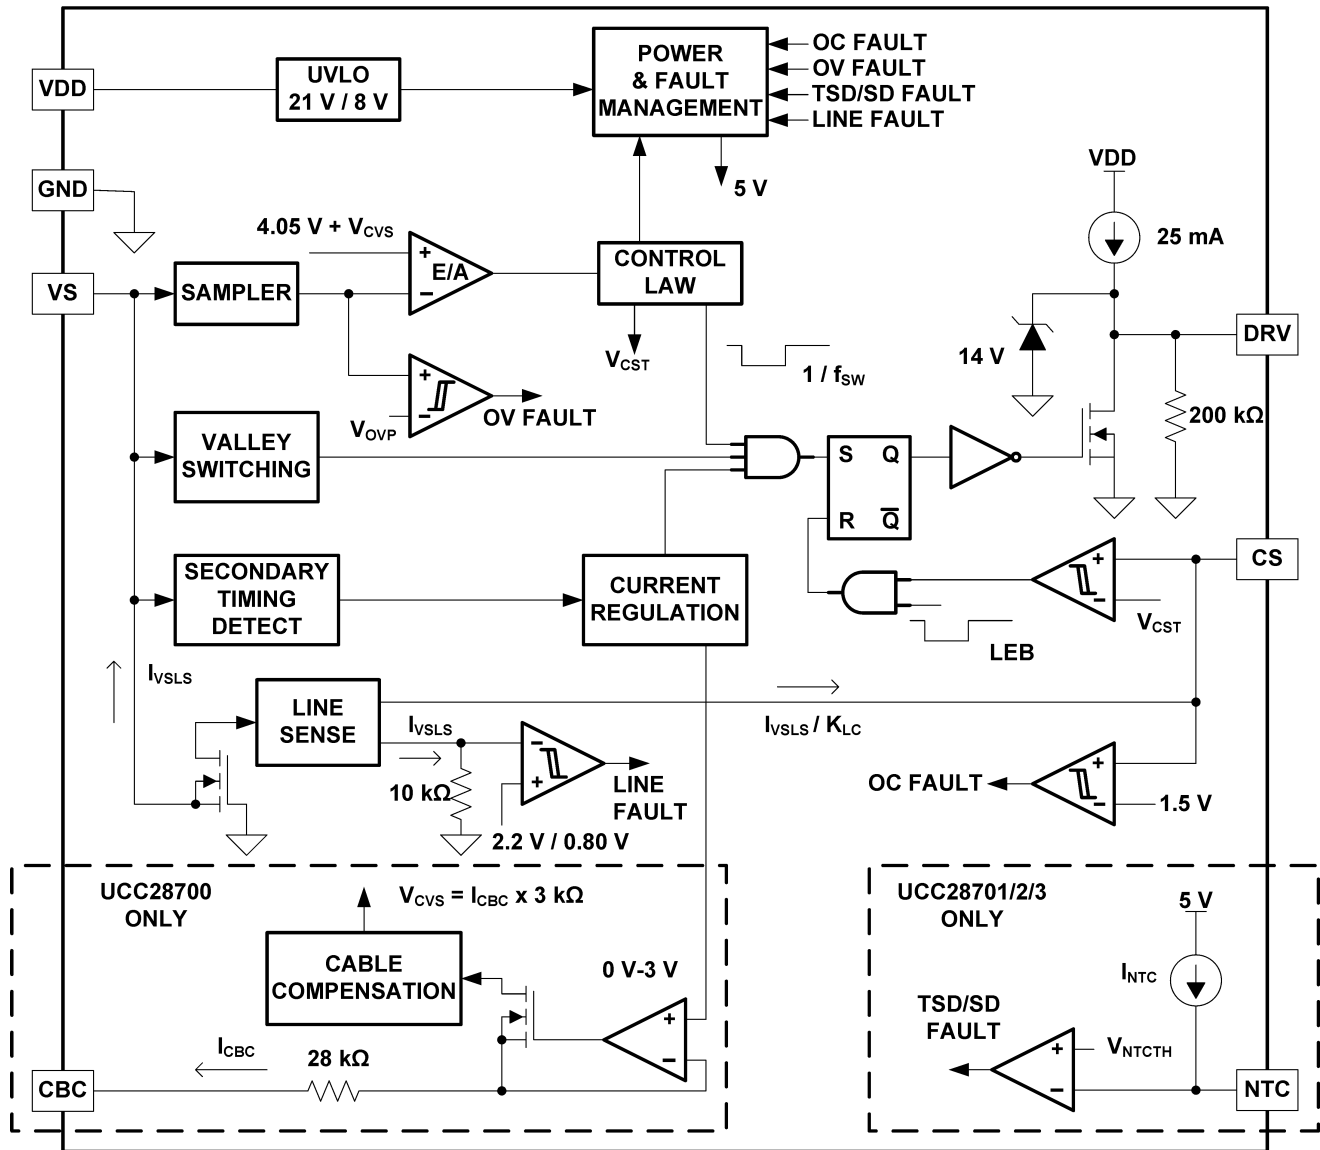 VDD
UVLO
21 V / 8 V
POWER
& FAULT
MANAGEMENT
OC FAULT
OV FAULT
TSD/SD FAULT
LINE FAULT
5 V
GND
VS
SAMPLER
4.05 V + VCVS
+
E/A
−
CONTROL
LAW
VCST
+
−
VOVP
OV FAULT
1 / fSW
VDD
25 mA
14 V
DRV
200 kΩ
VALLEY
SWITCHING
S Q
R Q̅
SECONDARY
TIMING
DETECT
CURRENT
REGULATION
+
−
VCST
CS
LEB
IVSLS
LINE
SENSE
IVSLS
10 kΩ
−
+
2.2 V / 0.80 V
LINE
FAULT
IVSLS / KLC
OC FAULT
+
−
1.5 V
UCC28700
ONLY
VCVS = ICBC x 3 kΩ
CABLE
COMPENSATION
0 V-3 V
+
−
ICBC
28 kΩ
CBC
UCC28701/2/3
ONLY
5 V
INTC
TSD/SD
FAULT
+
−
VNTCTH
NTC